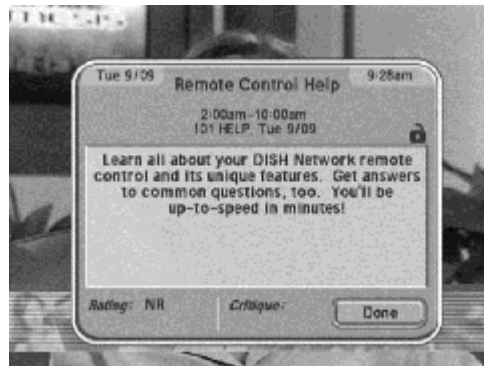 Tue 9/09
Remote Control Help
9:28am
2:00am-10:00am
101 HELP Tue 9/09
Learn all about your DISH Network remote
control and its unique features. Get answers
to common questions, too. You'll be
up-to-speed in minutes!
Rating: NR
Critique:
Done